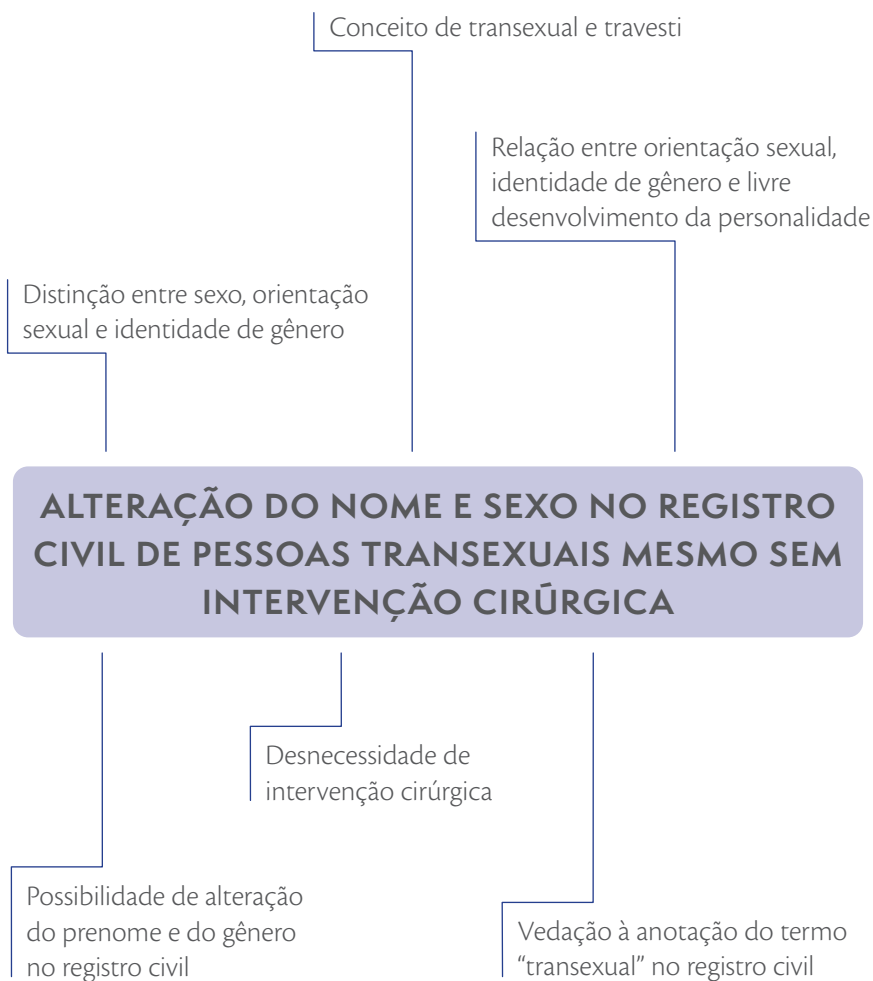 Conceito de transexual e travesti
Relação entre orientação sexual,
identidade de gênero e livre
desenvolvimento da personalidade
Distinção entre sexo, orientação
sexual e identidade de gênero
ALTERAÇÃO DO NOME E SEXO NO REGISTRO
CIVIL DE PESSOAS TRANSEXUAIS MESMO SEM
INTERVENÇÃO CIRÚRGICA
Desnecessidade de
intervenção cirúrgica
Possibilidade de alteração
do prenome e do gênero
no registro civil
Vedação à anotação do termo
“transexual” no registro civil